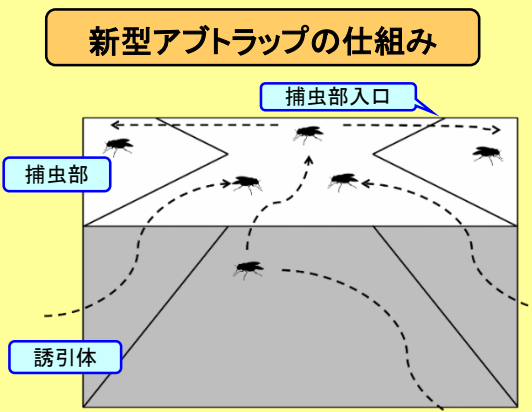 新型アブトラップの仕組み
捕虫部入口
捕虫部
誘引体